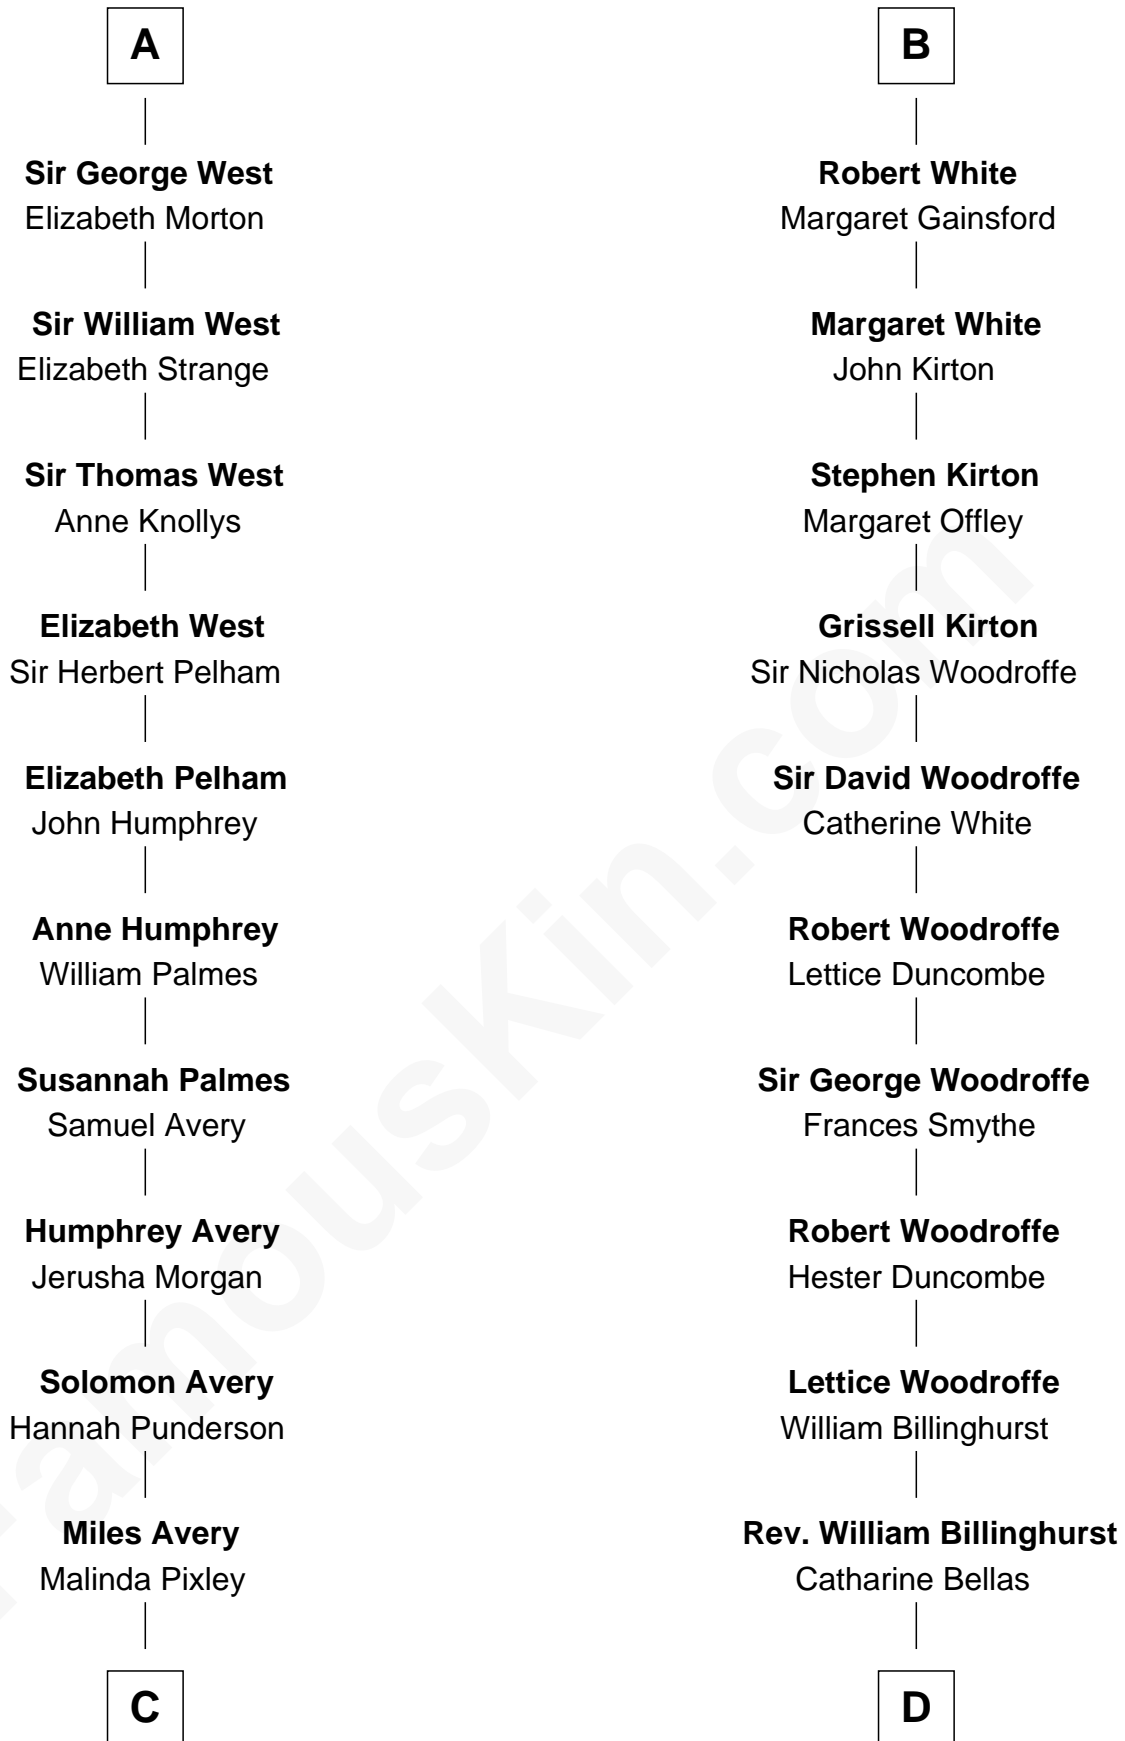 A
Sir George West
Elizabeth Morton
Sir William West
Elizabeth Strange
Sir Thomas West
Anne Knollys
Elizabeth West
Sir Herbert Pelham
Elizabeth Pelham
John Humphrey
Anne Humphrey
William Palmes
Susannah Palmes
Samuel Avery
Humphrey Avery
Jerusha Morgan
Solomon Avery
Hannah Punderson
Miles Avery
Malinda Pixley
C
B
Robert White
Margaret Gainsford
Margaret White
John Kirton
Stephen Kirton
Margaret Offley
Grissell Kirton
Sir Nicholas Woodroffe
Sir David Woodroffe
Catherine White
Robert Woodroffe
Lettice Duncombe
Sir George Woodroffe
Frances Smythe
Robert Woodroffe
Hester Duncombe
Lettice Woodroffe
William Billinghurst
Rev. William Billinghurst
Catharine Bellas
D
FamousKin.com